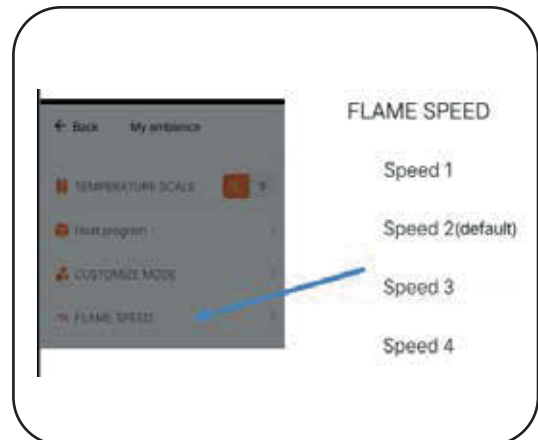 ← Back My ambience
TEMPERATURE SCALE
Heat program
CUSTOMIZE MODE
FLAME SPEED
FLAME SPEED
Speed 1
Speed 2(default)
Speed 3
Speed 4